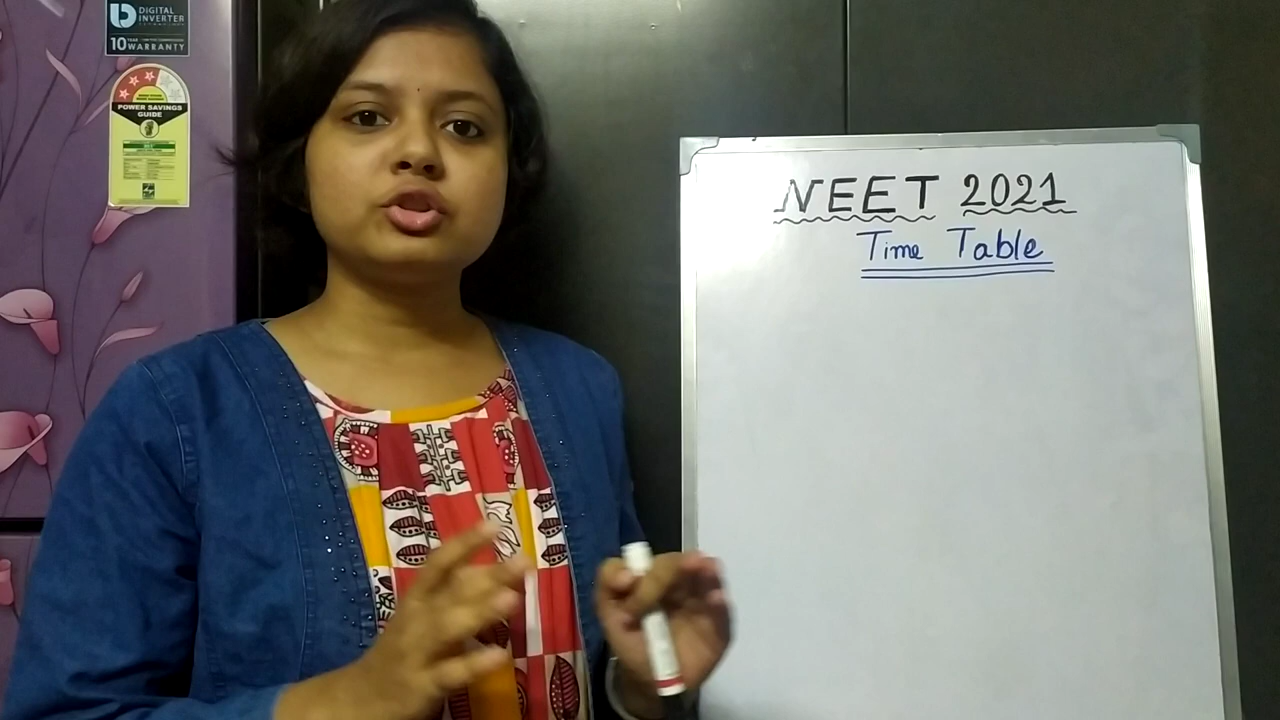 DIGITAL
INVERTER
10 YEAR
WARRANTY
POWER SAVINGS
GUIDE
NEET 2021
Time Table